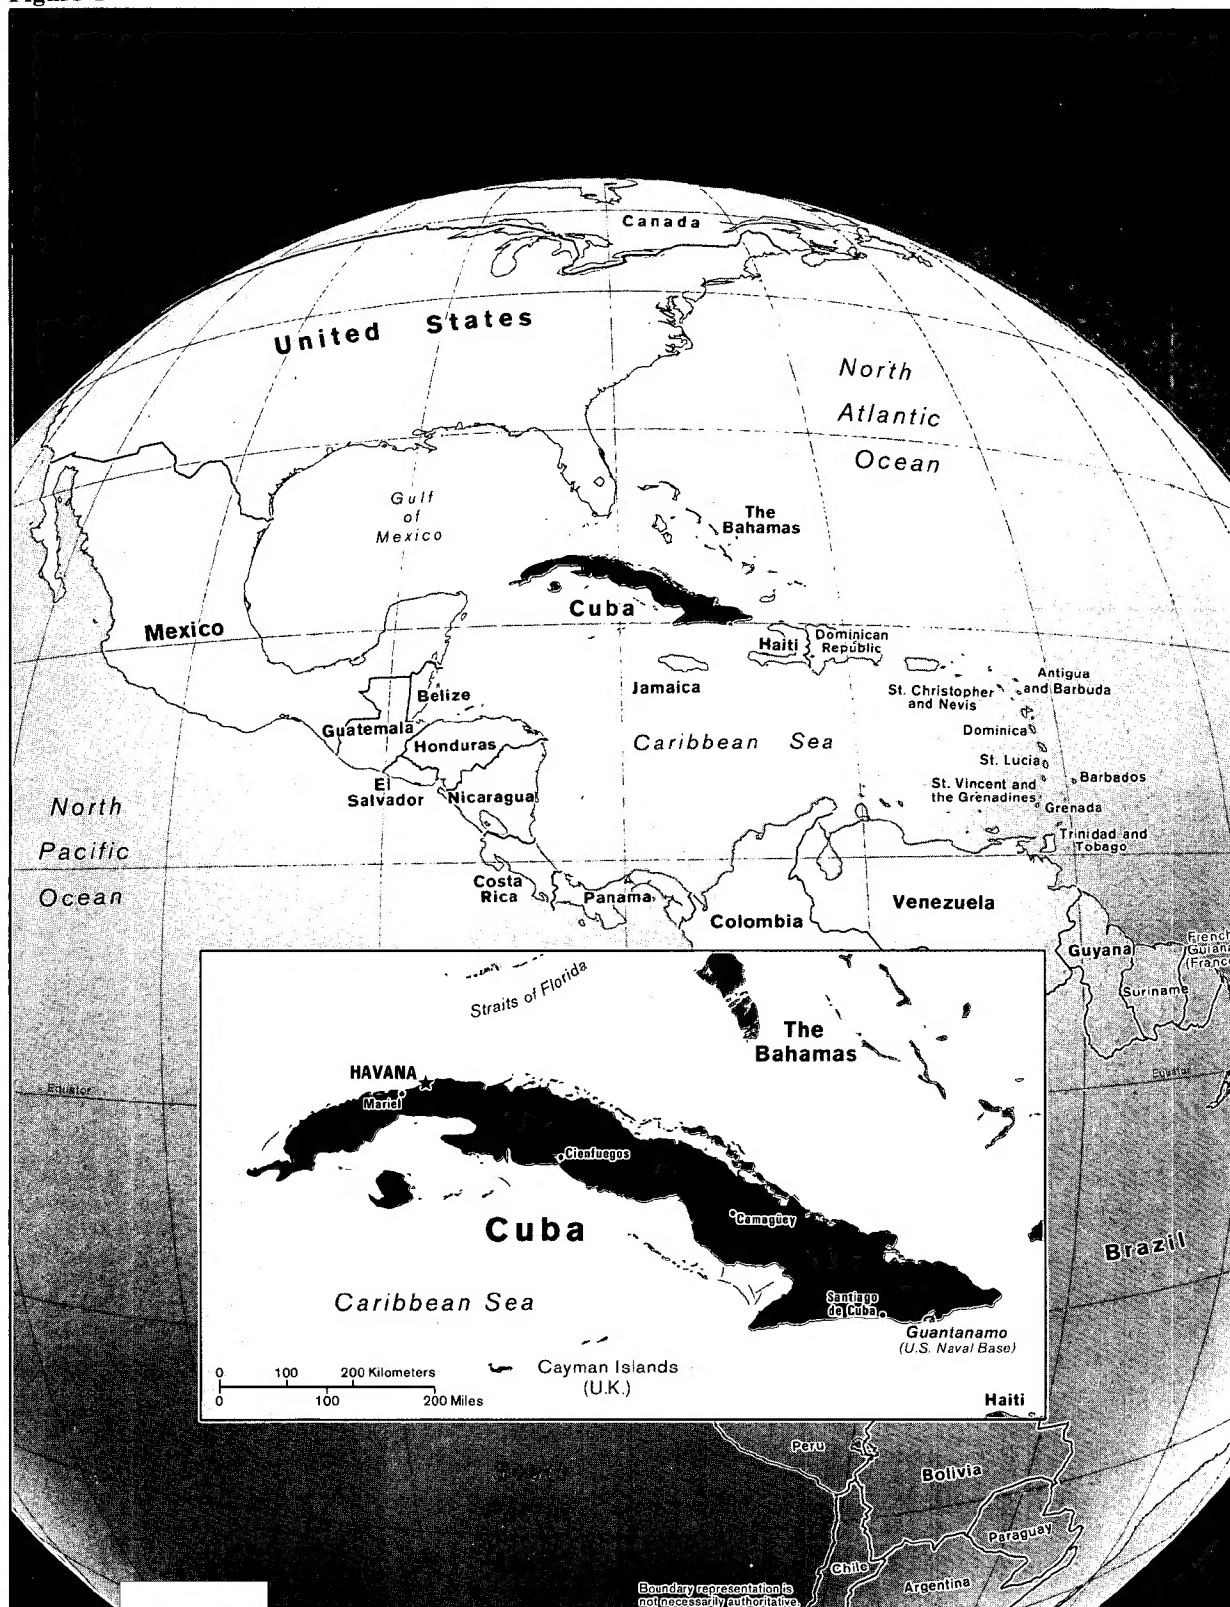 Canada
United States
North
Atlantic
Ocean
Gulf
of
Mexico
The
Bahamas
Cuba
Mexico
Haiti
Dominican
Republic
Jamaica
Belize
Antigua
and Barbuda
St. Christopher
and Nevis
Guatemala
Honduras
Caribbean Sea
Dominica
St. Lucia
El
Salvador
Nicaragua
St. Vincent and
the Grenadines
Barbados
Grenada
North
Pacific
Ocean
Trinidad and
Tobago
Costa
Rica
Panama
Colombia
Venezuela
Guyana
French
Guiana
(France
Suriname
Straits of Florida
The
Bahamas
HAVANA
Mariel
Equator
Equator
Cienfuegos
Camagüey
Cuba
Brazil
Caribbean Sea
Santiago
de Cuba
Guantanamo
(U.S. Naval Base)
Cayman Islands
(U.K.)
0 100 200 Kilometers
0 100 200 Miles
Haiti
Peru
Bolivia
Paraguay
Chile
Argentina
Boundary representation is
not necessarily authoritative.